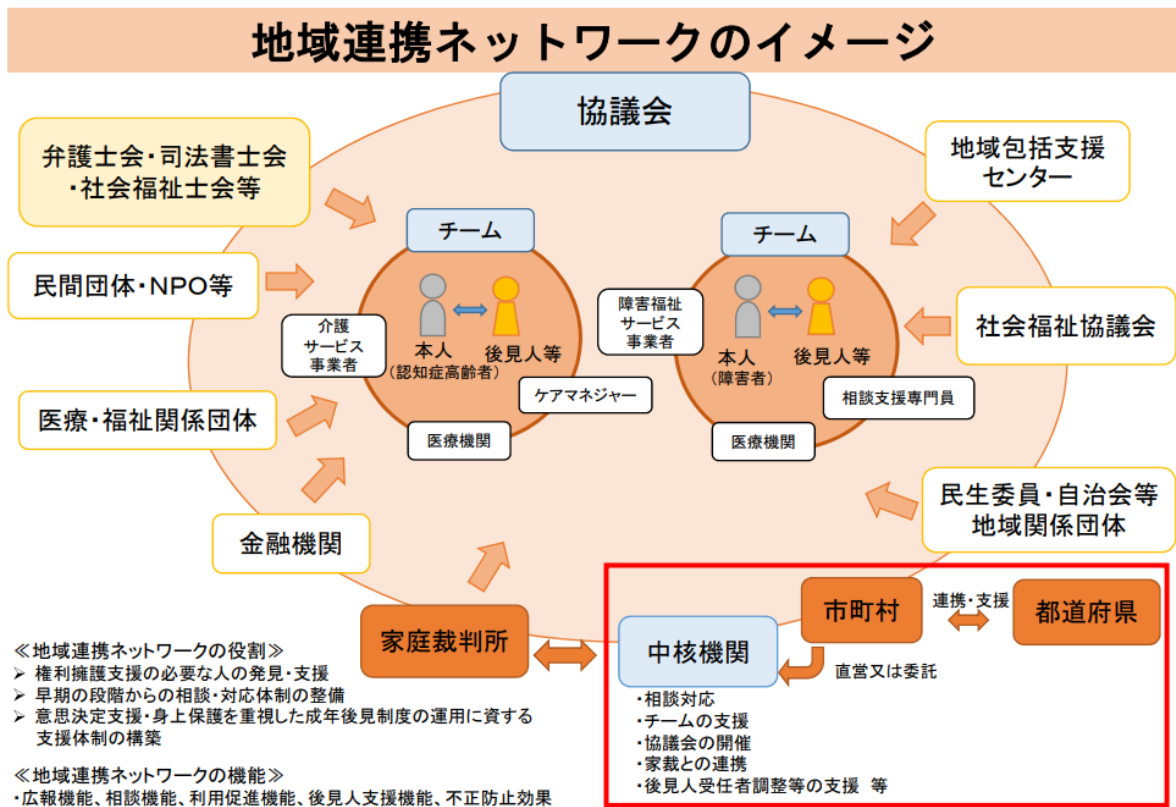 地域連携ネットワークのイメージ
協議会
弁護士会・司法書士会
・社会福祉士会等
地域包括支援
センター
チーム
チーム
民間団体・NPO等
介護
サービス
事業者
本人
(認知症高齢者)
後見人等
ケアマネジャー
医療機関
障害福祉
サービス
事業者
本人
(障害者)
後見人等
相談支援専門員
医療機関
社会福祉協議会
医療・福祉関係団体
民生委員・自治会等
地域関係団体
金融機関
家庭裁判所
中核機関
市町村
連携・支援
都道府県
直営又は委託
・相談対応
・チームの支援
・協議会の開催
・家裁との連携
・後見人受任者調整等の支援 等
≪地域連携ネットワークの役割≫
➢ 権利擁護支援の必要な人の発見・支援
➢ 早期の段階からの相談・対応体制の整備
➢ 意思決定支援・身上保護を重視した成年後見制度の運用に資する
支援体制の構築
≪地域連携ネットワークの機能≫
・広報機能、相談機能、利用促進機能、後見人支援機能、不正防止効果